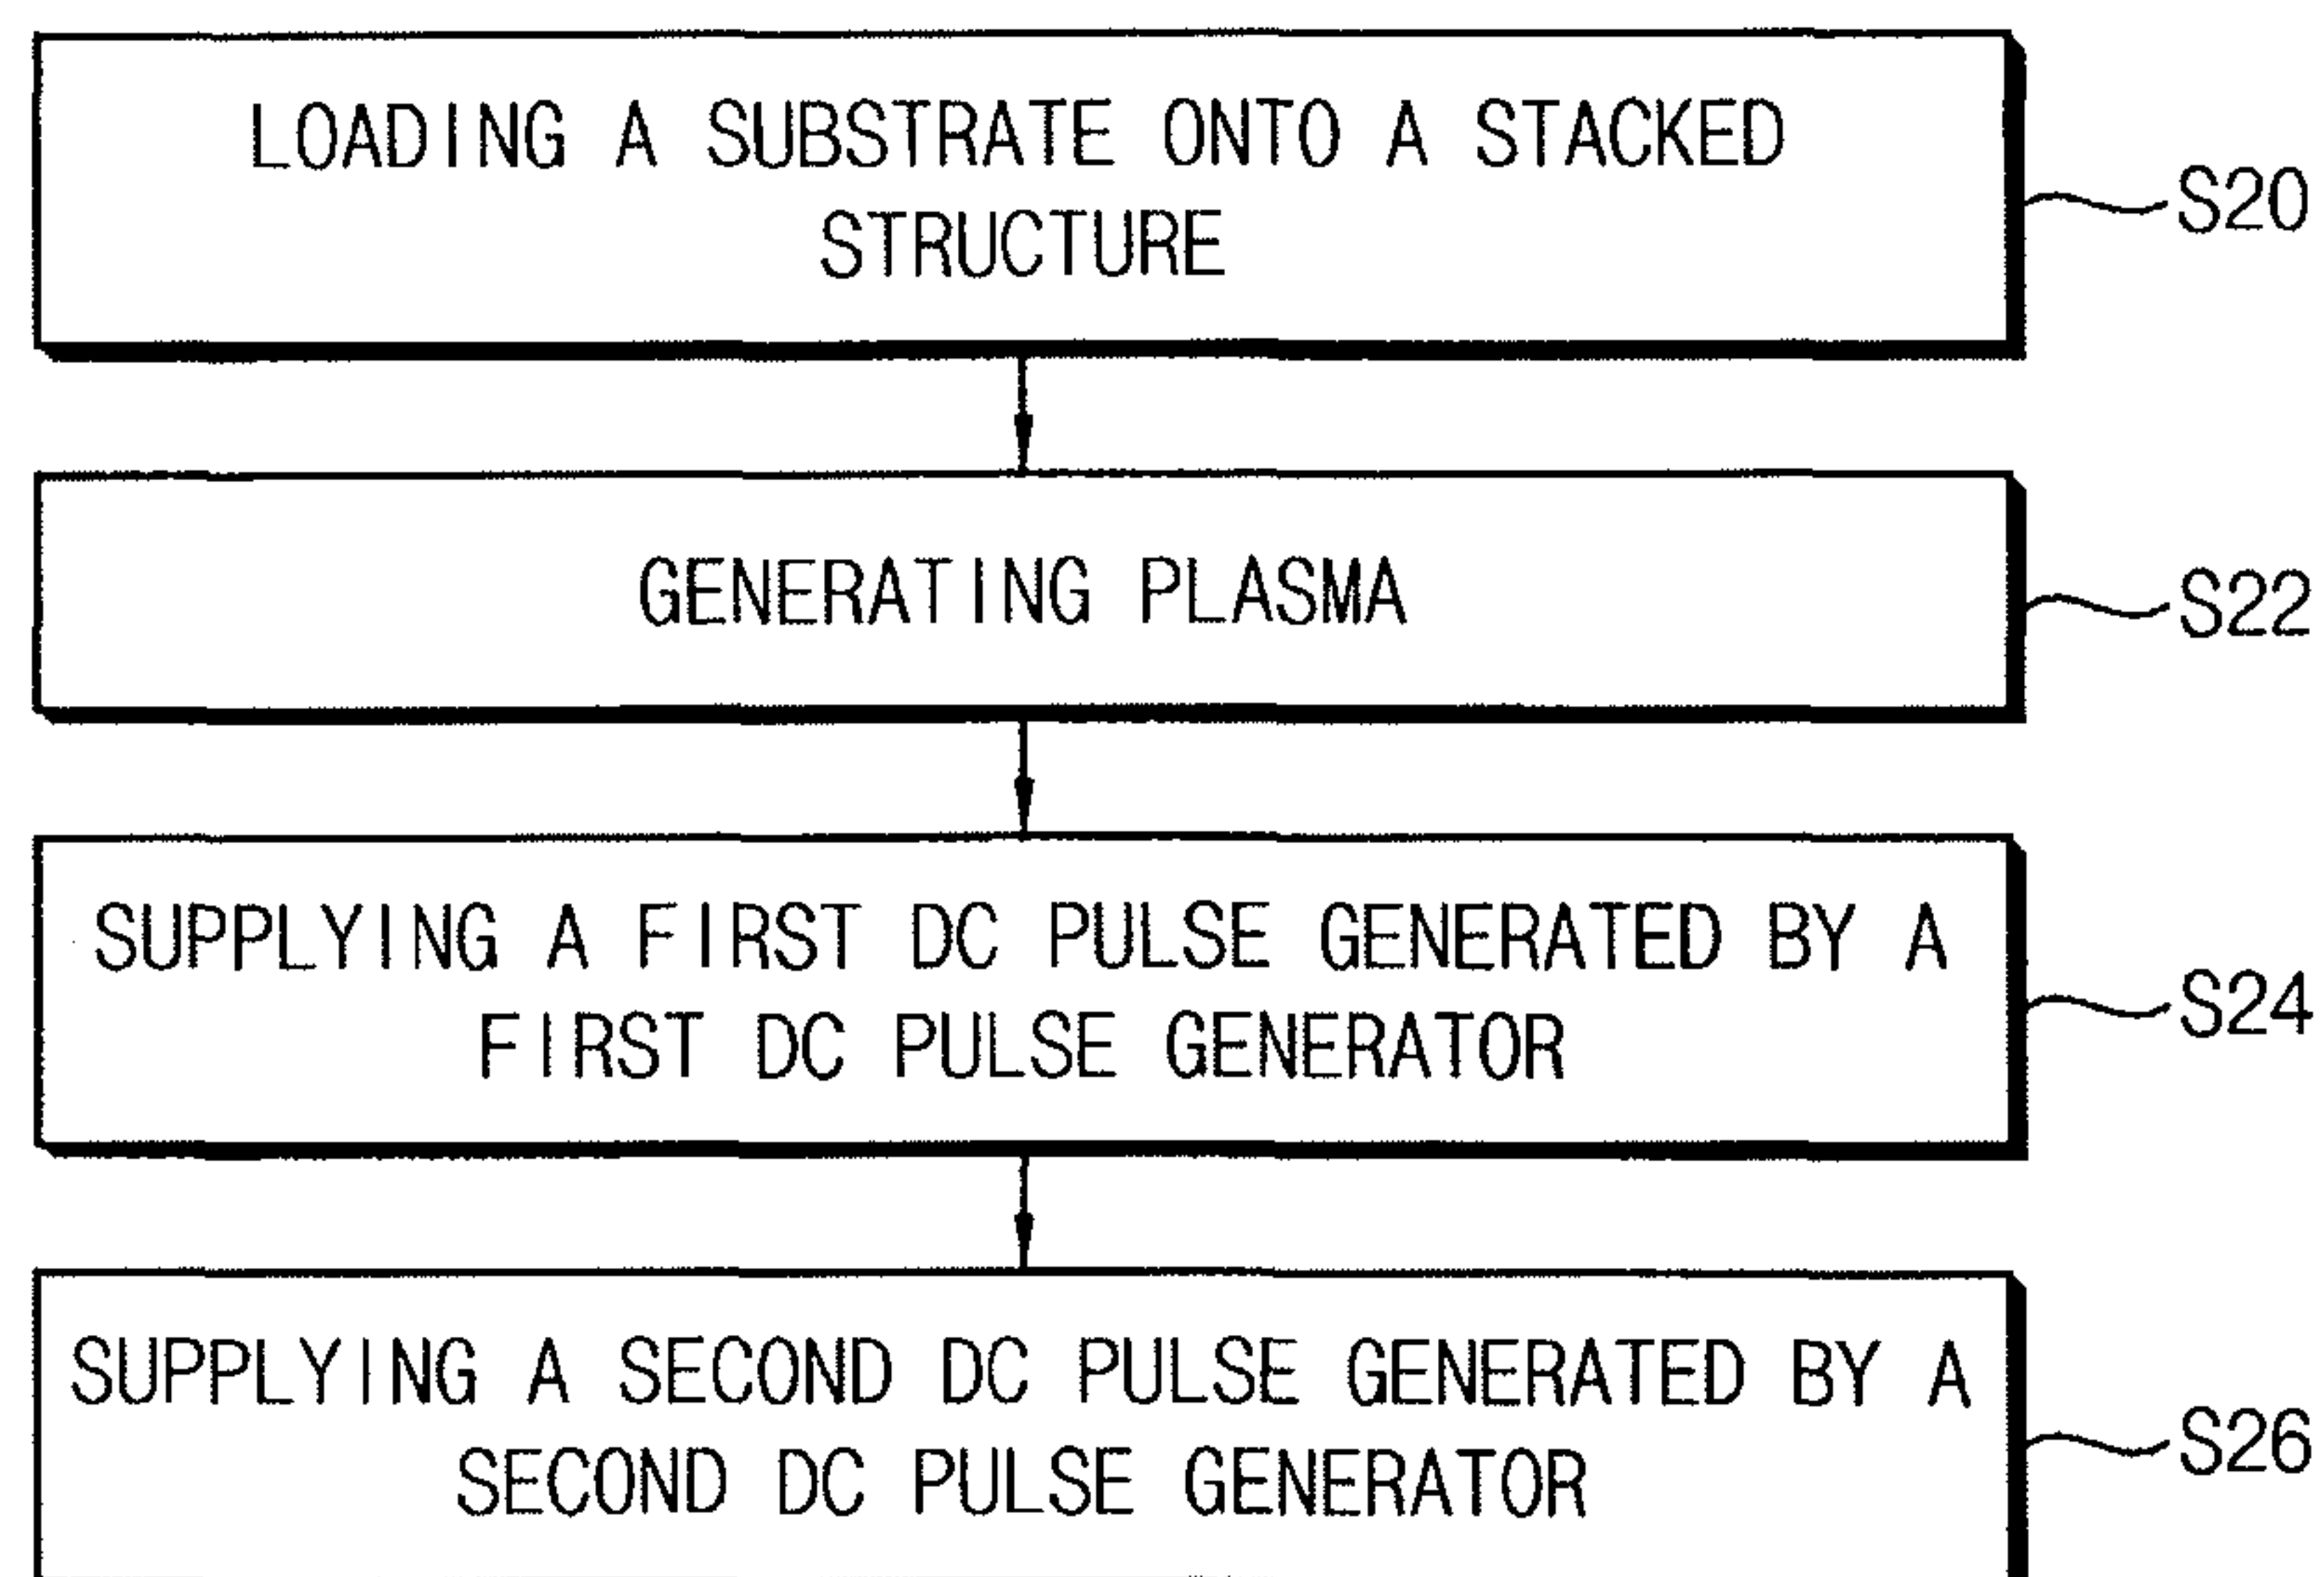 LOADING A SUBSTRATE ONTO A STACKED
STRUCTURE
S20
GENERATING PLASMA
S22
SUPPLYING A FIRST DC PULSE GENERATED BY A
FIRST DC PULSE GENERATOR
S24
SUPPLYING A SECOND DC PULSE GENERATED BY A
SECOND DC PULSE GENERATOR
S26